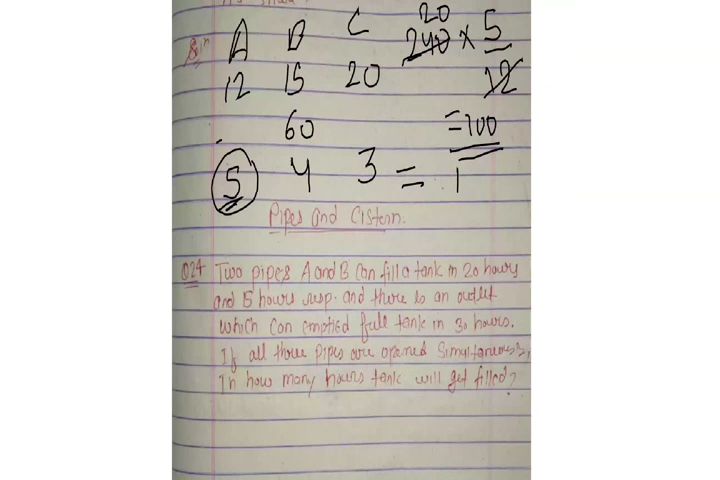 20
A B C 240 x 5
12 15 20 12
60 =100
5 4 3 = 1
Pipes and Cistern.
Q24 Two pipes A and B can fill a tank in 20 hours
and 5 hours resp. and there is an outlet
which can emptied full tank in 30 hours.
If all three pipes are opened simultaneously,
In how many hours tank will get filled?